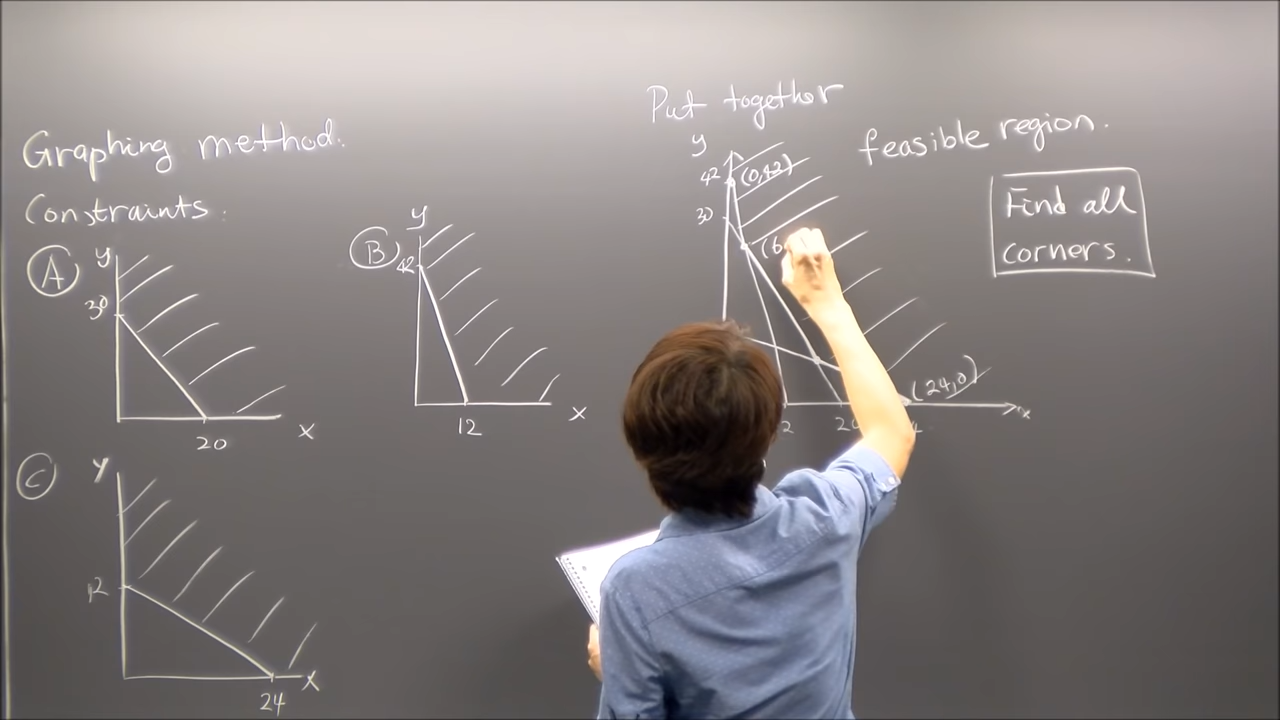 Graphing method.
Constraints:
A
y
30
20
x
B
y
42
12
x
C
y
12
24
x
Put together
y
42
(0,42)
30
(6
(24,0)
x
feasible region.
Find all
corners.